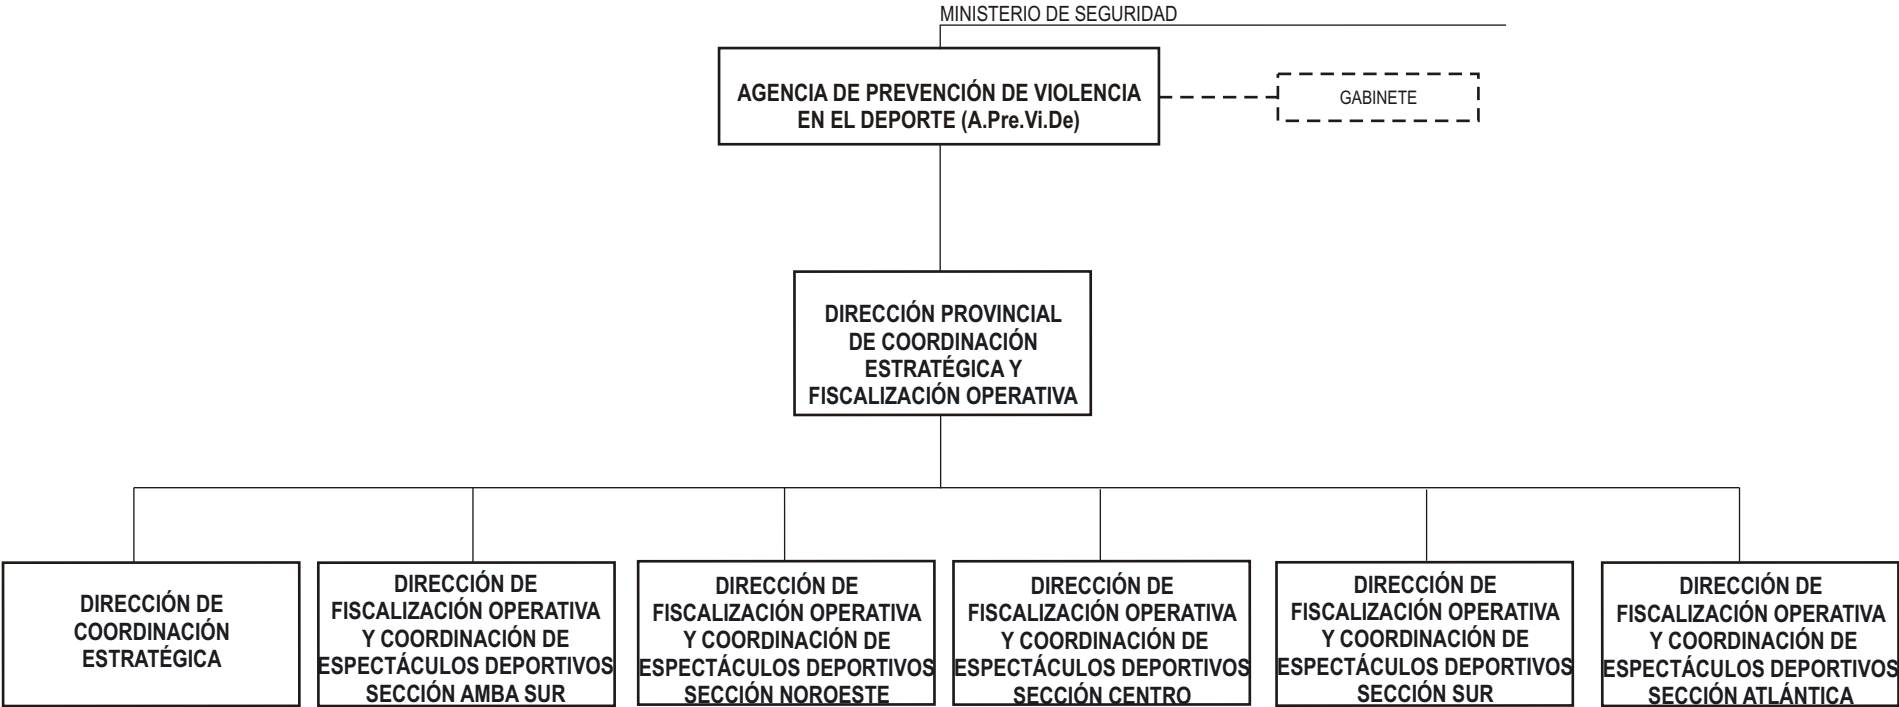 MINISTERIO DE SEGURIDAD
AGENCIA DE PREVENCIÓN DE VIOLENCIA
EN EL DEPORTE (A.Pre.Vi.De)
GABINETE
DIRECCIÓN PROVINCIAL
DE COORDINACIÓN
ESTRATÉGICA Y
FISCALIZACIÓN OPERATIVA
DIRECCIÓN DE
COORDINACIÓN
ESTRATÉGICA
DIRECCIÓN DE
FISCALIZACIÓN OPERATIVA
Y COORDINACIÓN DE
ESPECTÁCULOS DEPORTIVOS
SECCIÓN AMBA SUR
DIRECCIÓN DE
FISCALIZACIÓN OPERATIVA
Y COORDINACIÓN DE
ESPECTÁCULOS DEPORTIVOS
SECCIÓN NOROESTE
DIRECCIÓN DE
FISCALIZACIÓN OPERATIVA
Y COORDINACIÓN DE
ESPECTÁCULOS DEPORTIVOS
SECCIÓN CENTRO
DIRECCIÓN DE
FISCALIZACIÓN OPERATIVA
Y COORDINACIÓN DE
ESPECTÁCULOS DEPORTIVOS
SECCIÓN SUR
DIRECCIÓN DE
FISCALIZACIÓN OPERATIVA
Y COORDINACIÓN DE
ESPECTÁCULOS DEPORTIVOS
SECCIÓN ATLÁNTICA